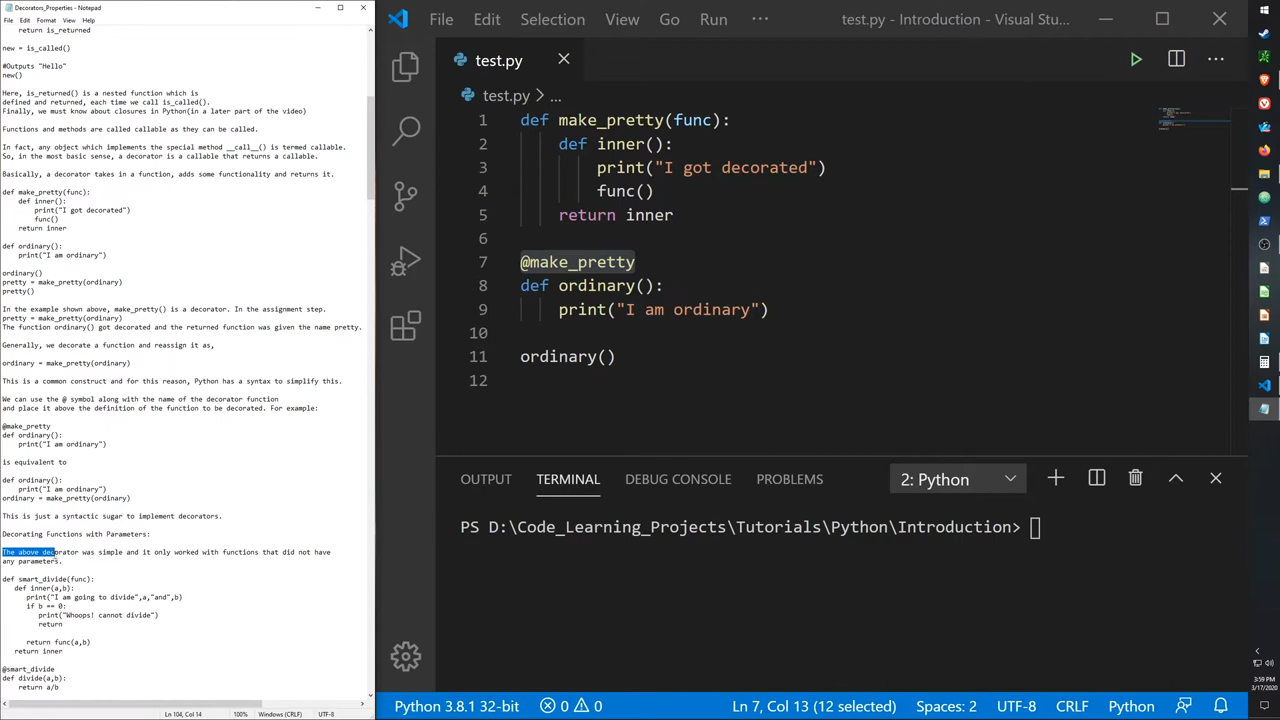 Decorators_Properties - Notepad
File Edit Format View Help
return is_returned
new = is_called()
#Outputs "Hello"
new()
Here, is_returned() is a nested function which is
defined and returned, each time we call is_called().
Finally, we must know about closures in Python(in a later part of the video)
Functions and methods are called callable as they can be called.
In fact, any object which implements the special method __call__() is termed callable.
So, in the most basic sense, a decorator is a callable that returns a callable.
Basically, a decorator takes in a function, adds some functionality and returns it.
def make_pretty(func):
def inner():
print("I got decorated")
func()
return inner
def ordinary():
print("I am ordinary")
ordinary()
pretty = make_pretty(ordinary)
pretty()
In the example shown above, make_pretty() is a decorator. In the assignment step.
pretty = make_pretty(ordinary)
The function ordinary() got decorated and the returned function was given the name pretty.
Generally, we decorate a function and reassign it as,
ordinary = make_pretty(ordinary)
This is a common construct and for this reason, Python has a syntax to simplify this.
We can use the @ symbol along with the name of the decorator function
and place it above the definition of the function to be decorated. For example:
@make_pretty
def ordinary():
print("I am ordinary")
is equivalent to
def ordinary():
print("I am ordinary")
ordinary = make_pretty(ordinary)
This is just a syntactic sugar to implement decorators.
Decorating Functions with Parameters:
The above decorator was simple and it only worked with functions that did not have
any parameters.
def smart_divide(func):
def inner(a,b):
print("I am going to divide",a,"and",b)
if b == 0:
print("Whoops! cannot divide")
return
return func(a,b)
return inner
@smart_divide
def divide(a,b):
return a/b
Ln 104, Col 14 100% Windows (CRLF) UTF-8
File Edit Selection View Go Run ··· test.py - Introduction - Visual Stu...
test.py
test.py > ...
1 def make_pretty(func):
2 def inner():
3 print("I got decorated")
4 func()
5 return inner
6
7 @make_pretty
8 def ordinary():
9 print("I am ordinary")
10
11 ordinary()
12
OUTPUT TERMINAL DEBUG CONSOLE PROBLEMS 2: Python
PS D:\Code_Learning_Projects\Tutorials\Python\Introduction>
Python 3.8.1 32-bit 0 0 Ln 7, Col 13 (12 selected) Spaces: 2 UTF-8 CRLF Python
3:59 PM
3/17/2020